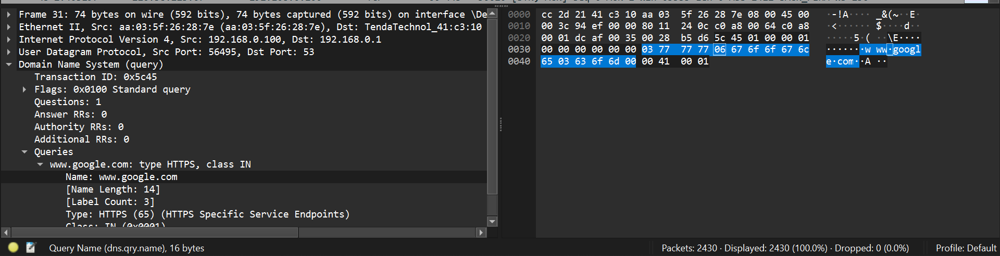 Frame 31: 74 bytes on wire (592 bits), 74 bytes captured (592 bits) on interface \De
Ethernet II, Src: aa:03:5f:26:28:7e (aa:03:5f:26:28:7e), Dst: TendaTechnol_41:c3:10
Internet Protocol Version 4, Src: 192.168.0.100, Dst: 192.168.0.1
User Datagram Protocol, Src Port: 56495, Dst Port: 53
Domain Name System (query)
Transaction ID: 0x5c45
Flags: 0x0100 Standard query
Questions: 1
Answer RRs: 0
Authority RRs: 0
Additional RRs: 0
Queries
www.google.com: type HTTPS, class IN
Name: www.google.com
[Name Length: 14]
[Label Count: 3]
Type: HTTPS (65) (HTTPS Specific Service Endpoints)
Class: IN (0x0001)
0000 cc 2d 21 41 c3 10 aa 03 5f 26 28 7e 08 00 45 00 ·-!A···· _&(~··E·
0010 00 3c 94 ef 00 00 80 11 24 0c c0 a8 00 64 c0 a8 ·<······ $····d··
0020 00 01 dc af 00 35 00 28 b5 d6 5c 45 01 00 00 01 ·····5·( ··\E····
0030 00 00 00 00 00 00 03 77 77 77 06 67 6f 6f 67 6c ·······w ww·googl
0040 65 03 63 6f 6d 00 00 41 00 01 e·com··A ··
Query Name (dns.qry.name), 16 bytes
Packets: 2430 · Displayed: 2430 (100.0%) · Dropped: 0 (0.0%)
Profile: Default